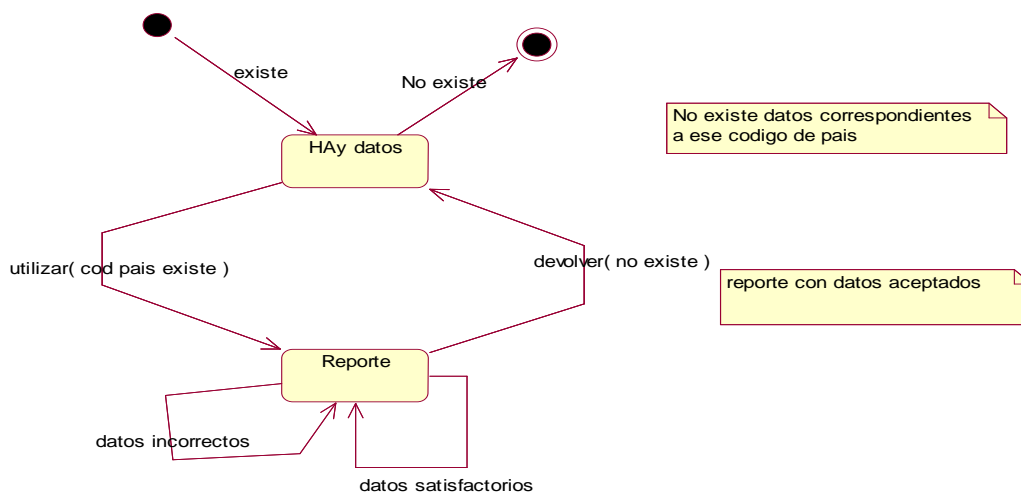 existe
No existe
HAy datos
No existe datos correspondientes
a ese codigo de pais
utilizar( cod pais existe )
devolver( no existe )
reporte con datos aceptados
Reporte
datos incorrectos
datos satisfactorios